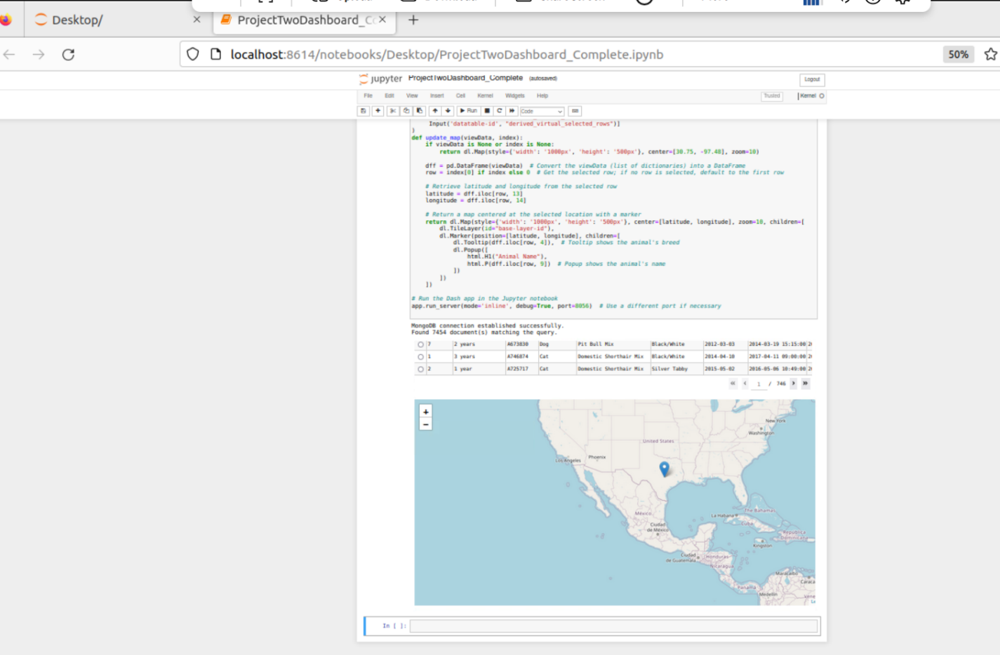 Desktop/
ProjectTwoDashboard_Co
localhost:8614/notebooks/Desktop/ProjectTwoDashboard_Complete.ipynb
50%
Jupyter ProjectTwoDashboard_Complete (autosaved)
Logout
File Edit View Insert Cell Kernel Widgets Help
Trusted
Kernel
Run
Code
Input('datatable-id', "derived_virtual_selected_rows")]
)
def update_map(viewData, index):
if viewData is None or index is None:
return dl.Map(style={'width': '1000px', 'height': '500px'}, center=[30.75, -97.48], zoom=10)
dff = pd.DataFrame(viewData) # Convert the viewData (list of dictionaries) into a DataFrame
row = index[0] if index else 0 # Get the selected row; if no row is selected, default to the first row
# Retrieve latitude and longitude from the selected row
latitude = dff.iloc[row, 13]
longitude = dff.iloc[row, 14]
# Return a map centered at the selected location with a marker
return dl.Map(style={'width': '1000px', 'height': '500px'}, center=[latitude, longitude], zoom=10, children=[
dl.TileLayer(id="base-layer-id"),
dl.Marker(position=[latitude, longitude], children=[
dl.Tooltip(dff.iloc[row, 4]), # Tooltip shows the animal's breed
dl.Popup([
html.H1("Animal Name"),
html.P(dff.iloc[row, 9]) # Popup shows the animal's name
])
])
])
# Run the Dash app in the Jupyter notebook
app.run_server(mode='inline', debug=True, port=8056) # Use a different port if necessary
MongoDB connection established successfully.
Found 7454 document(s) matching the query.
7 2 years A673830 Dog Pit Bull Mix Black/White 2012-03-03 2014-03-19 15:15:00
1 3 years A746874 Cat Domestic Shorthair Mix Black/White 2014-04-10 2017-04-11 09:00:00
2 1 year A725717 Cat Domestic Shorthair Mix Silver Tabby 2015-05-02 2016-05-06 10:49:00
« ‹ 1 / 746 › »
+
−
New York
Washington
United States
Los Angeles
Phoenix
México
Ciudad
de México
La Habana
The Bahamas
Cuba
República
Dominicana
Kingston
Ciudad
de Guatemala
Honduras
Nicaragua
Maracaibo
Caraca
Panamá
Medellín
Vene
In [ ]: